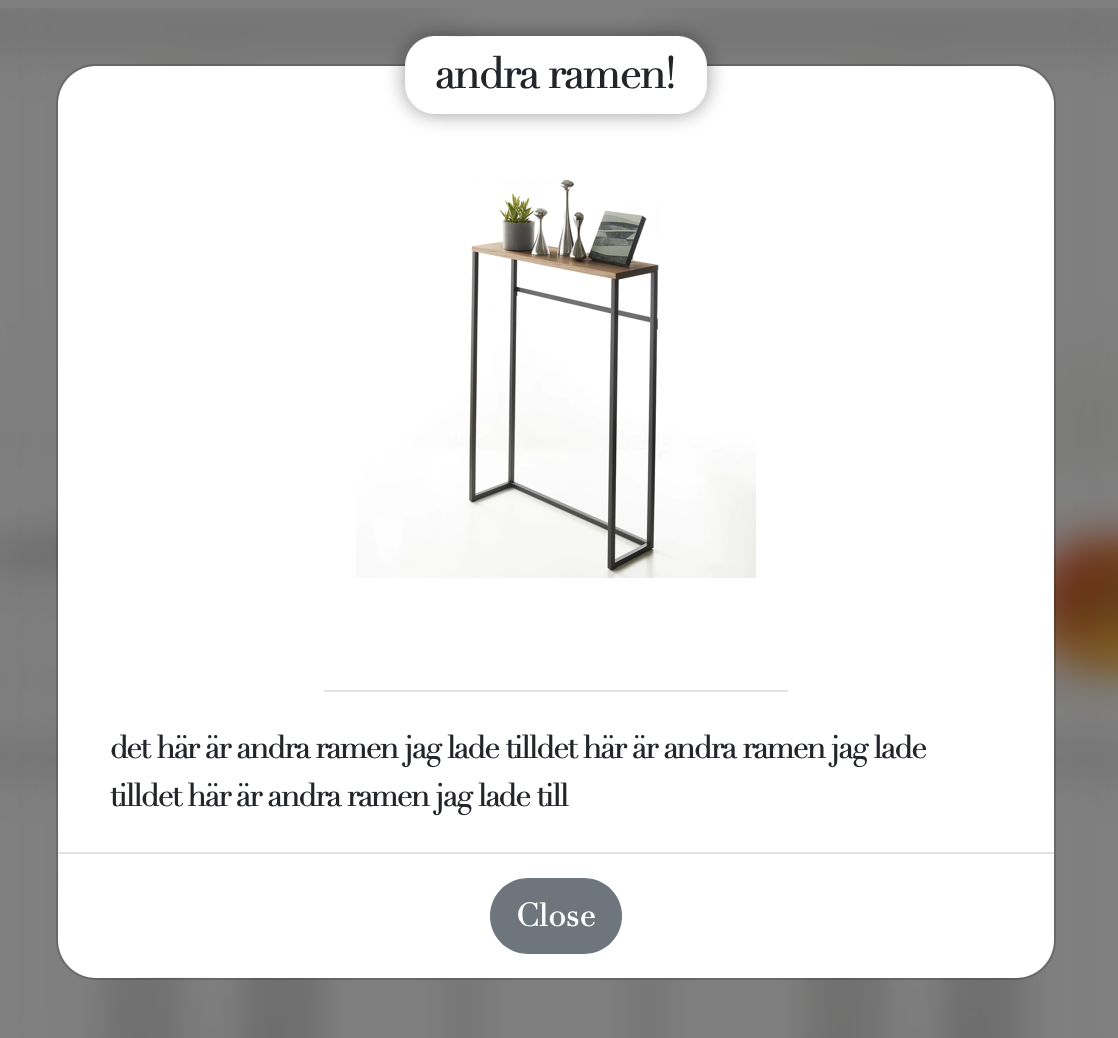 andra ramen!
det här är andra ramen jag lade tilldet här är andra ramen jag lade
tilldet här är andra ramen jag lade till
Close